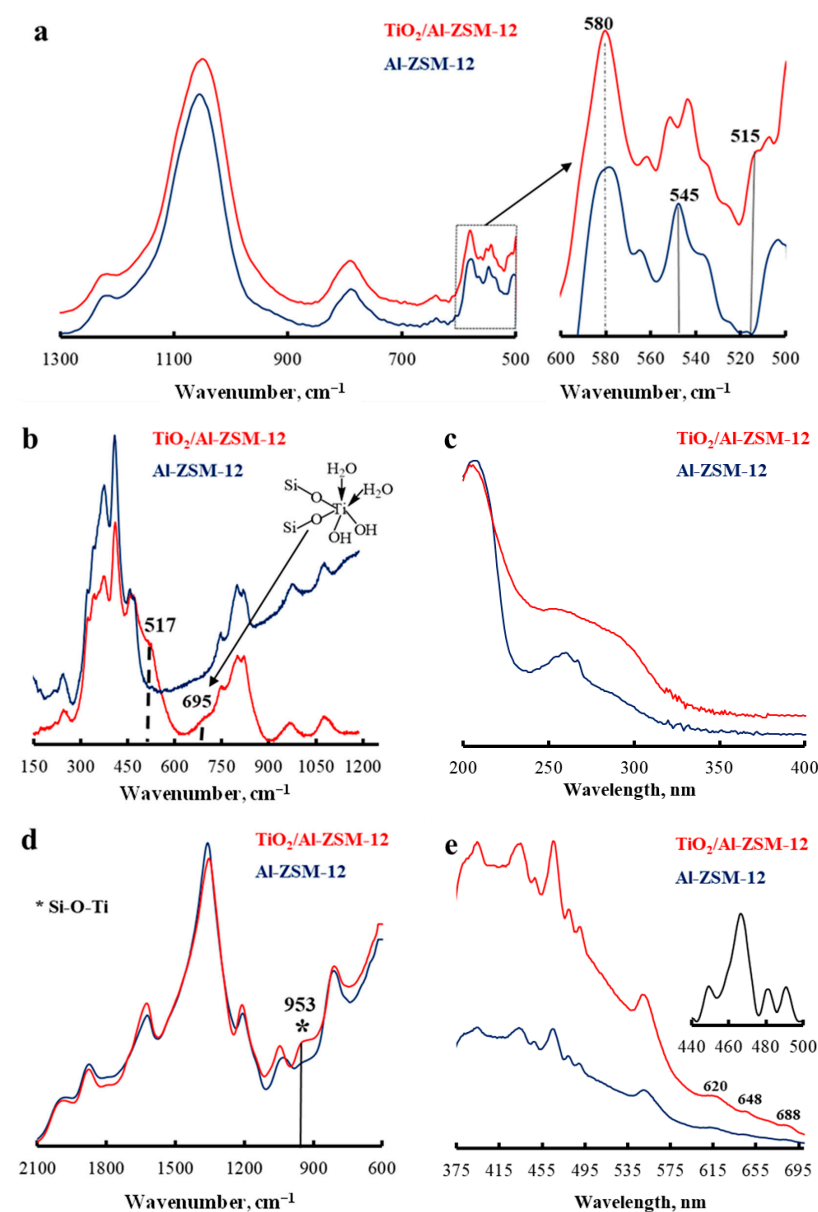 a
TiO2/Al-ZSM-12
Al-ZSM-12
580
545
515
1300 1100 900 700 500
Wavenumber, cm−1
600 580 560 540 520 500
Wavenumber, cm−1
b
TiO2/Al-ZSM-12
Al-ZSM-12
H2O
H2O
Si
O
Ti
Si
O
OH
OH
517
695
150 300 450 600 750 900 1050 1200
Wavenumber, cm−1
c
TiO2/Al-ZSM-12
Al-ZSM-12
200 250 300 350 400
Wavelength, nm
d
TiO2/Al-ZSM-12
Al-ZSM-12
* Si-O-Ti
953
*
2100 1800 1500 1200 900 600
Wavenumber, cm−1
e
TiO2/Al-ZSM-12
Al-ZSM-12
440 460 480 500
620
648
688
375 415 455 495 535 575 615 655 695
Wavelength, nm